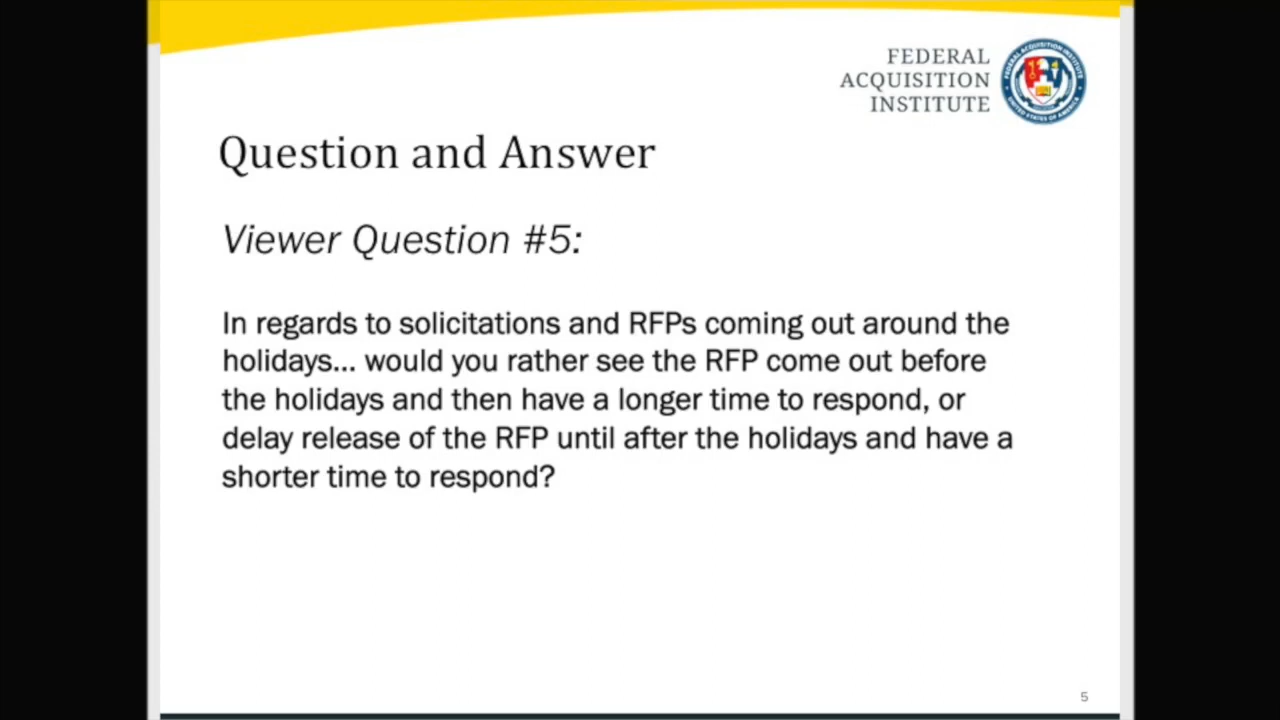 FEDERAL
ACQUISITION
INSTITUTE
Question and Answer
Viewer Question #5:
In regards to solicitations and RFPs coming out around the
holidays... would you rather see the RFP come out before
the holidays and then have a longer time to respond, or
delay release of the RFP until after the holidays and have a
shorter time to respond?
5